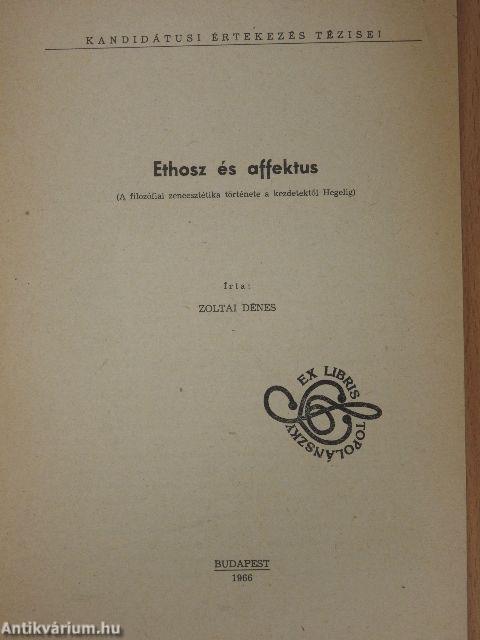 KANDIDÁTUSI ÉRTEKEZÉS TÉZISEI
Ethosz és affektus
(A filozófiai zeneesztétika története a kezdetektől Hegelig)
Írta:
ZOLTAI DÉNES
EX LIBRIS TOPOLÁNSZKY
BUDAPEST
1966
Antikvárium.hu